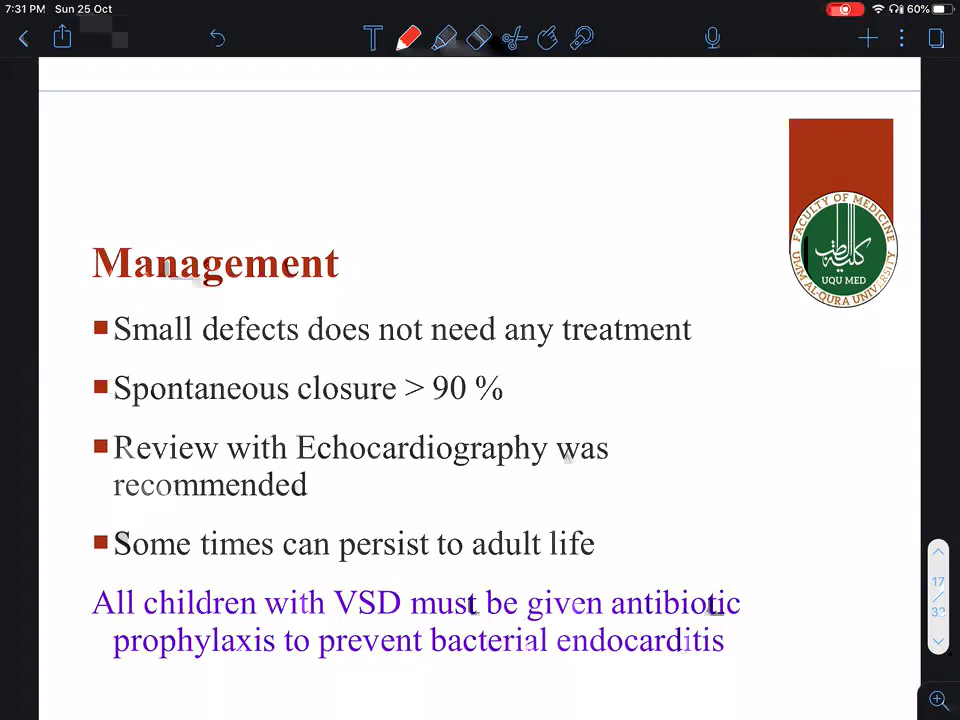 7:31 PM Sun 25 Oct
60%
T
FACULTY OF MEDICINE
كلية طب
UQU MED
UMM AL-QURA UNIVERSITY
Management
Small defects does not need any treatment
Spontaneous closure > 90 %
Review with Echocardiography was
recommended
Some times can persist to adult life
All children with VSD must be given antibiotic
prophylaxis to prevent bacterial endocarditis
17
/
32